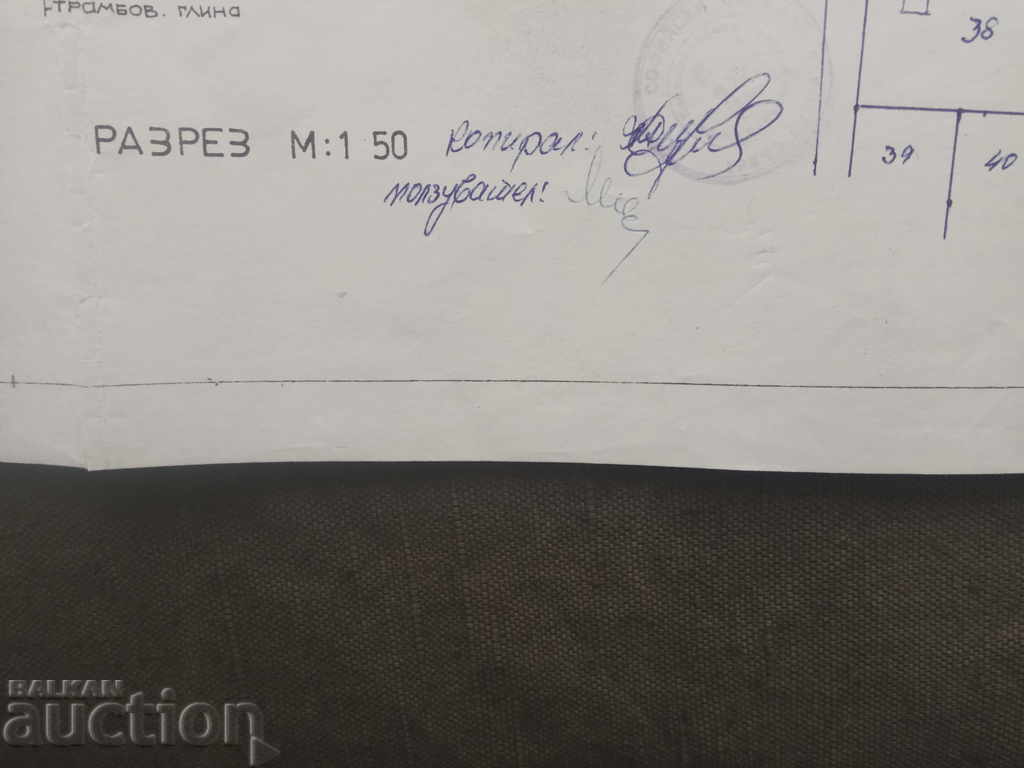 ТРАМБОВ. ГЛИНА
38
РАЗРЕЗ М:1 50 Копирал:
39
40
ползувател:
BALKAN
auction